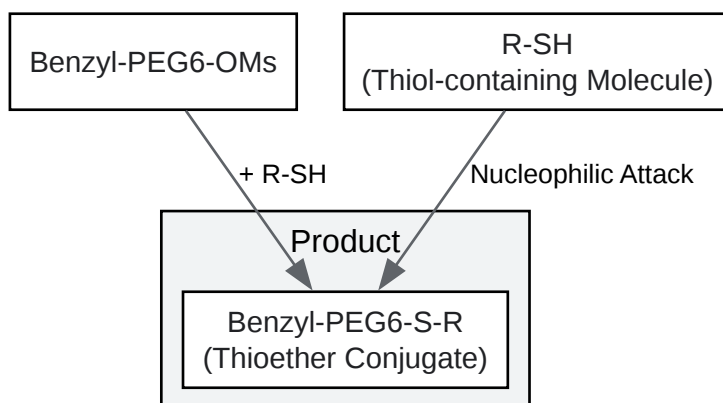 Benzyl-PEG6-OMs
R-SH
(Thiol-containing Molecule)
+ R-SH
Nucleophilic Attack
Product
Benzyl-PEG6-S-R
(Thioether Conjugate)